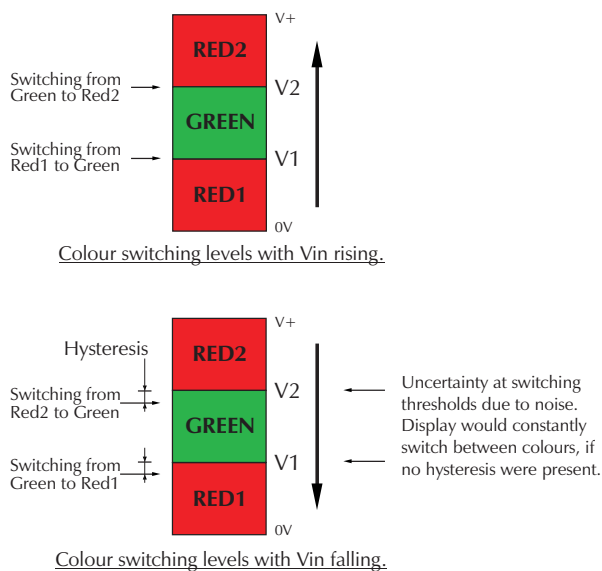 V+
RED2
Switching from
Green to Red2
V2
GREEN
Switching from
Red1 to Green
V1
RED1
0V
Colour switching levels with Vin rising.
V+
Hysteresis
RED2
Switching from
Red2 to Green
V2
GREEN
Switching from
Green to Red1
V1
RED1
0V
Uncertainty at switching
thresholds due to noise.
Display would constantly
switch between colours, if
no hysteresis were present.
Colour switching levels with Vin falling.